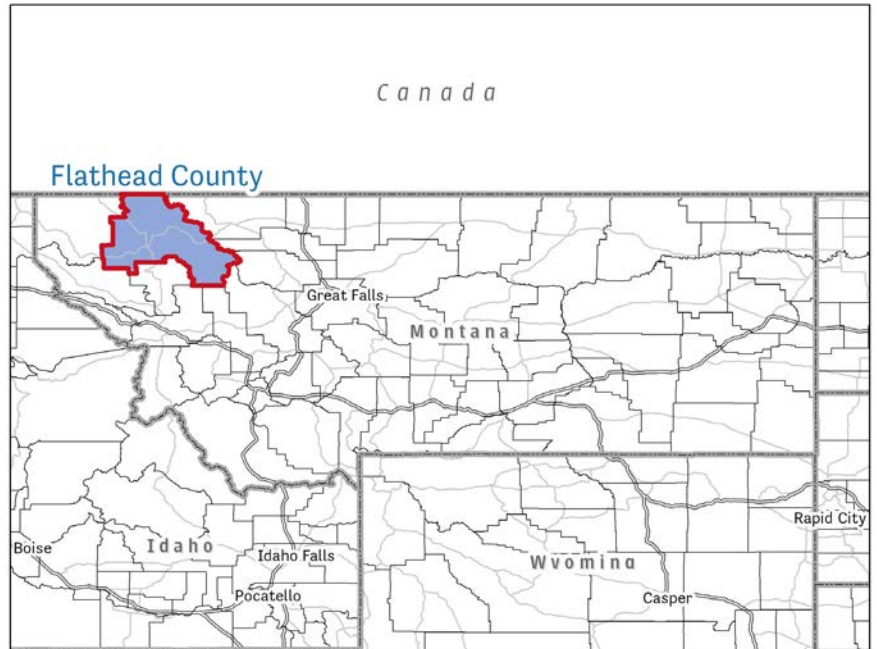 Canada
Flathead County
Great Falls
Montana
Rapid City
Boise
Idaho
Idaho Falls
Wyoming
Pocatello
Casper